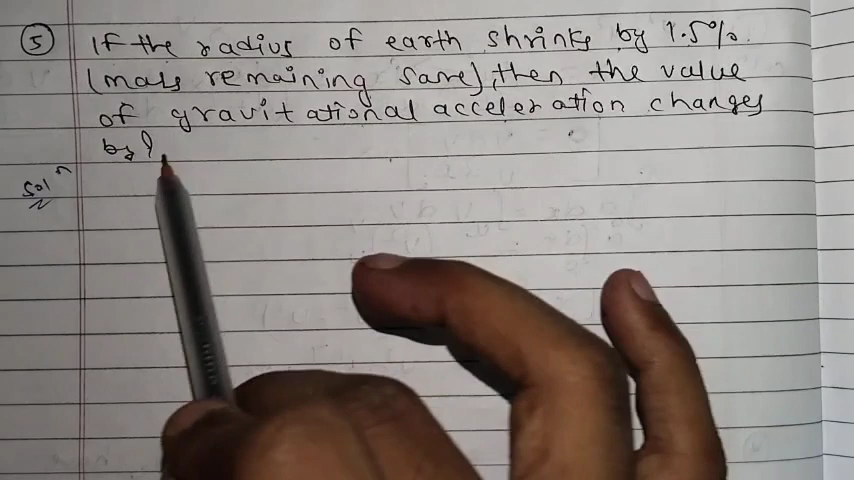 5 If the radius of earth shrinks by 1.5%
(mass remaining same), then the value
of gravitational acceleration changes
by?
Solⁿ